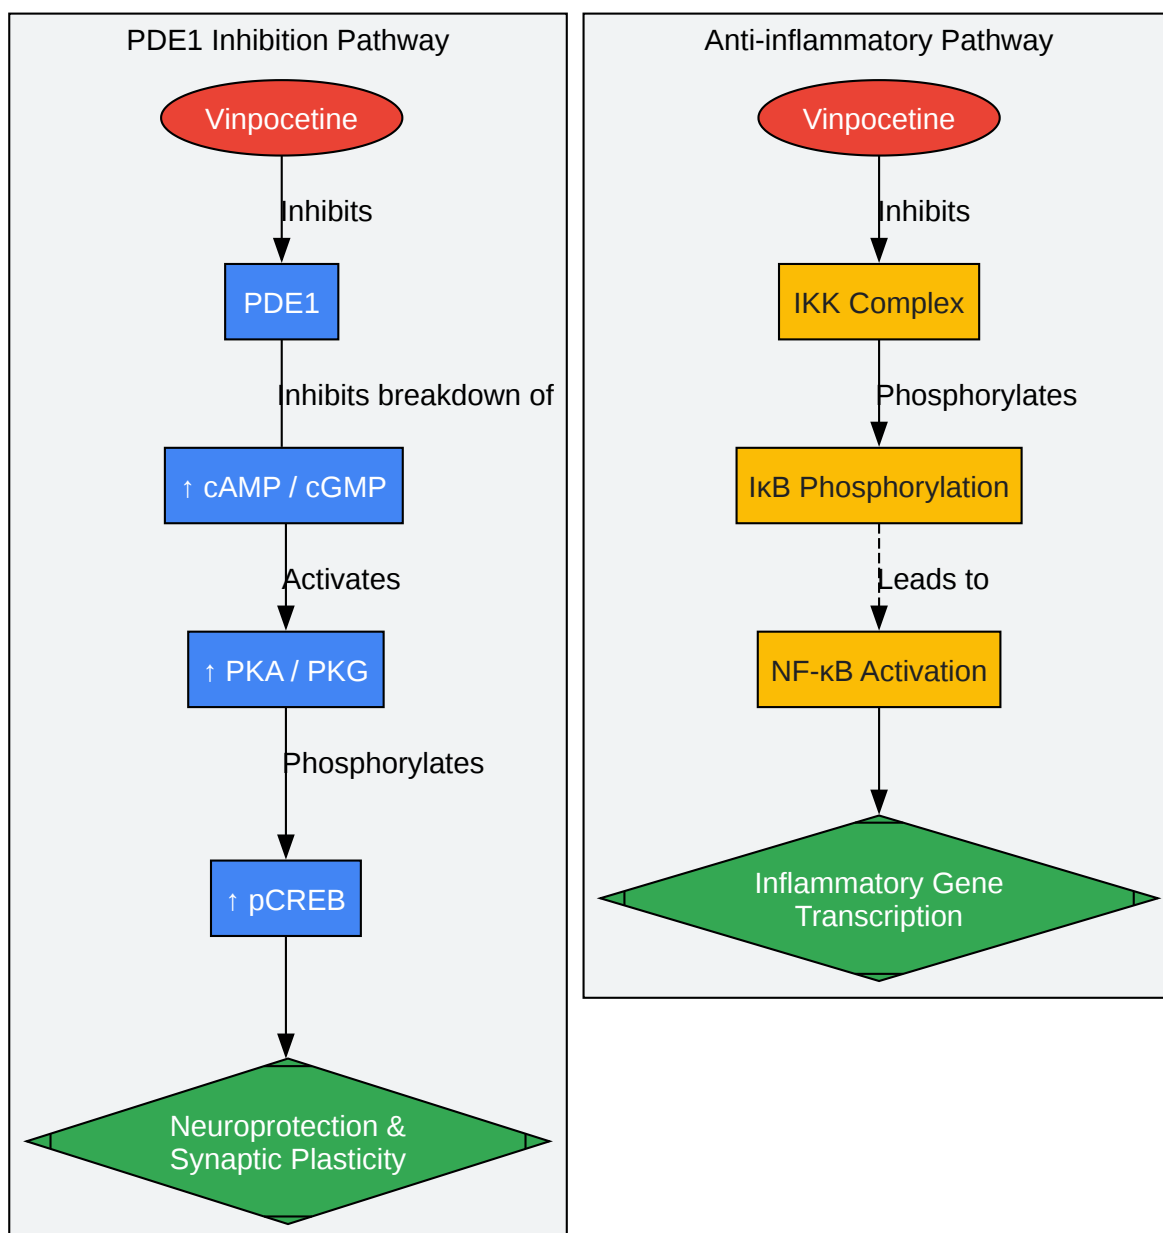 PDE1 Inhibition Pathway
Vinpocetine
Inhibits
PDE1
Inhibits breakdown of
↑ cAMP / cGMP
Activates
↑ PKA / PKG
Phosphorylates
↑ pCREB
Neuroprotection &
Synaptic Plasticity
Anti-inflammatory Pathway
Vinpocetine
Inhibits
IKK Complex
Phosphorylates
IκB Phosphorylation
Leads to
NF-κB Activation
Inflammatory Gene
Transcription